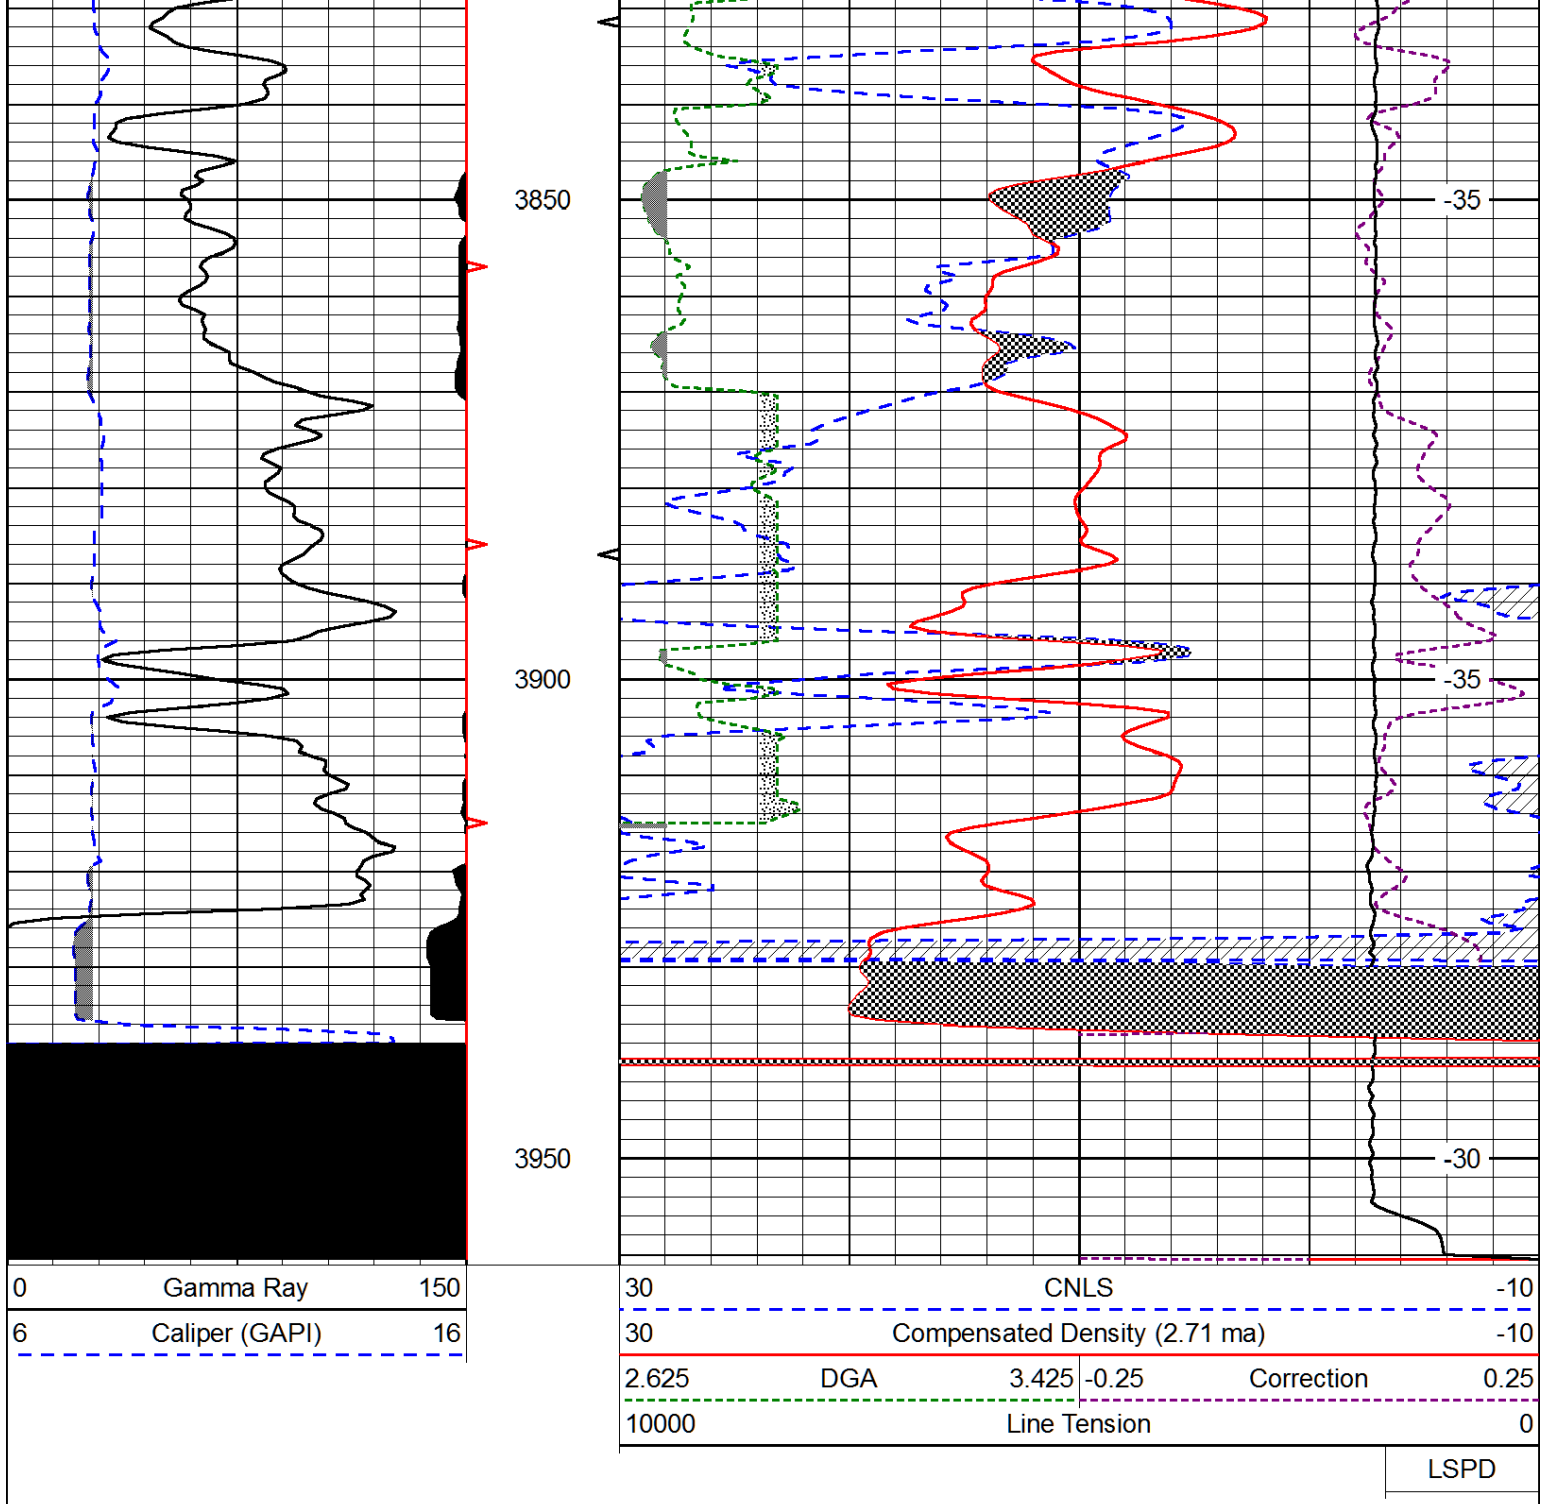 3850 -35
3900 -35
3950 -30
0 Gamma Ray 150 30 CNLS -10
6 Caliper (GAPI) 16 30 Compensated Density (2.71 ma) -10
2.625 DGA 3.425 -0.25 Correction 0.25
10000 Line Tension 0
LSPD